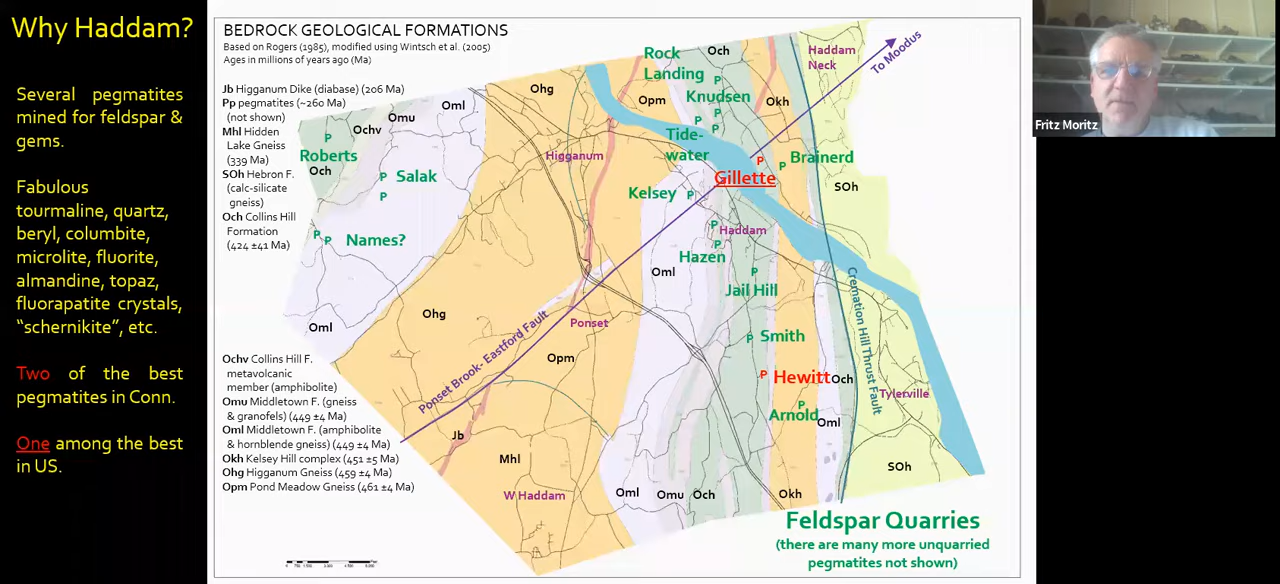 Why Haddam?
Several pegmatites
mined for feldspar &
gems.
Fabulous
tourmaline, quartz,
beryl, columbite,
microlite, fluorite,
almandine, topaz,
fluorapatite crystals,
“schernikite”, etc.
Two of the best
pegmatites in Conn.
One among the best
in US.
BEDROCK GEOLOGICAL FORMATIONS
Based on Rogers (1985), modified using Wintsch et al. (2005)
Ages in millions of years ago (Ma)
Jb Higganum Dike (diabase) (206 Ma)
Pp pegmatites (~260 Ma)
(not shown)
Mhl Hidden
Lake Gneiss
(339 Ma)
SOh Hebron F.
(calc-silicate
gneiss)
Och Collins Hill
Formation
(424 ±41 Ma)
Ochv Collins Hill F.
metavolcanic
member (amphibolite)
Omu Middletown F. (gneiss
& granofels) (449 ±4 Ma)
Oml Middletown F. (amphibolite
& hornblende gneiss) (449 ±4 Ma)
Okh Kelsey Hill complex (451 ±5 Ma)
Ohg Higganum Gneiss (459 ±4 Ma)
Opm Pond Meadow Gneiss (461 ±4 Ma)
Rock
Landing
Och
Haddam
Neck
To Moodus
Ohg
Opm
P
Knudsen
Okh
Oml
Omu
Ochv
P
Roberts
Och
P
P
P
Tide-
water
P
Brainerd
P
Higganum
P
Salak
P
Gillette
SOh
Kelsey
P
P
P
Names?
P
Haddam
P
Hazen
Oml
P
Jail Hill
Cremation Hill Thrust Fault
Ohg
Oml
Ponset
Ponset Brook- Eastford Fault
P
Smith
Opm
P
Hewitt
Och
Tylerville
P
Arnold
Oml
Jb
Mhl
SOh
W Haddam
Oml
Omu
Och
Okh
Feldspar Quarries
(there are many more unquarried
pegmatites not shown)
Fritz Moritz